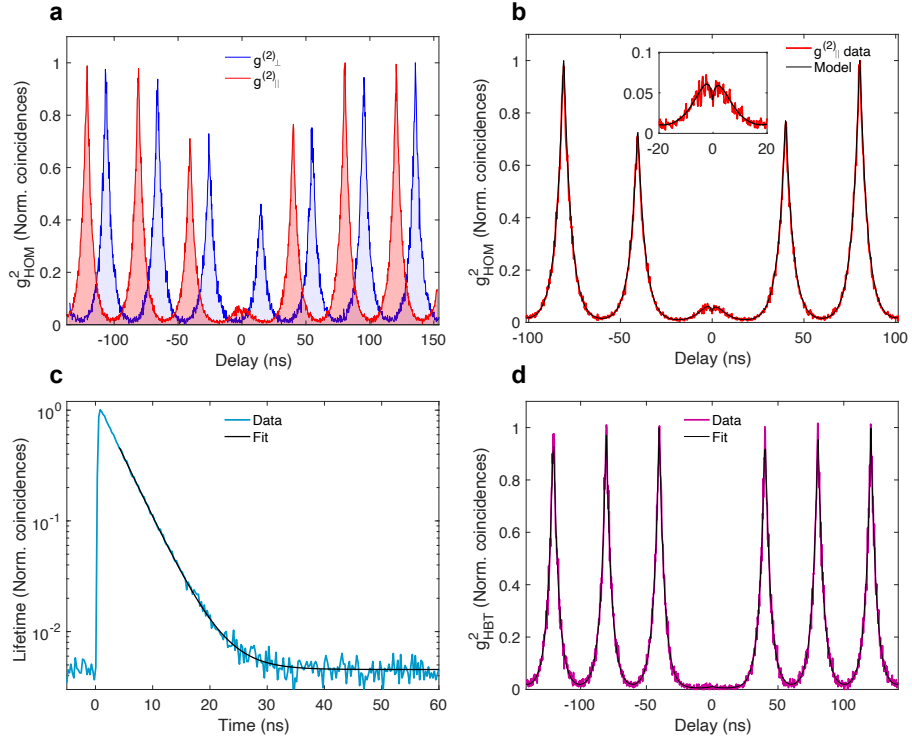 a
g²HOM (Norm. coincidences)
g⁽²⁾⊥
g⁽²⁾||
1
0.8
0.6
0.4
0.2
0
-100 -50 0 50 100 150
Delay (ns)
b
g²HOM (Norm coincidences)
g⁽²⁾|| data
Model
1
0.8
0.6
0.4
0.2
0
0.1
0.05
0
-20 0 20
-100 -50 0 50 100
Delay (ns)
c
Lifetime (Norm. coincidences)
Data
Fit
10⁰
10⁻¹
10⁻²
0 10 20 30 40 50 60
Time (ns)
d
g²HBT (Norm. coincidences)
Data
Fit
1
0.8
0.6
0.4
0.2
0
-100 -50 0 50 100
Delay (ns)